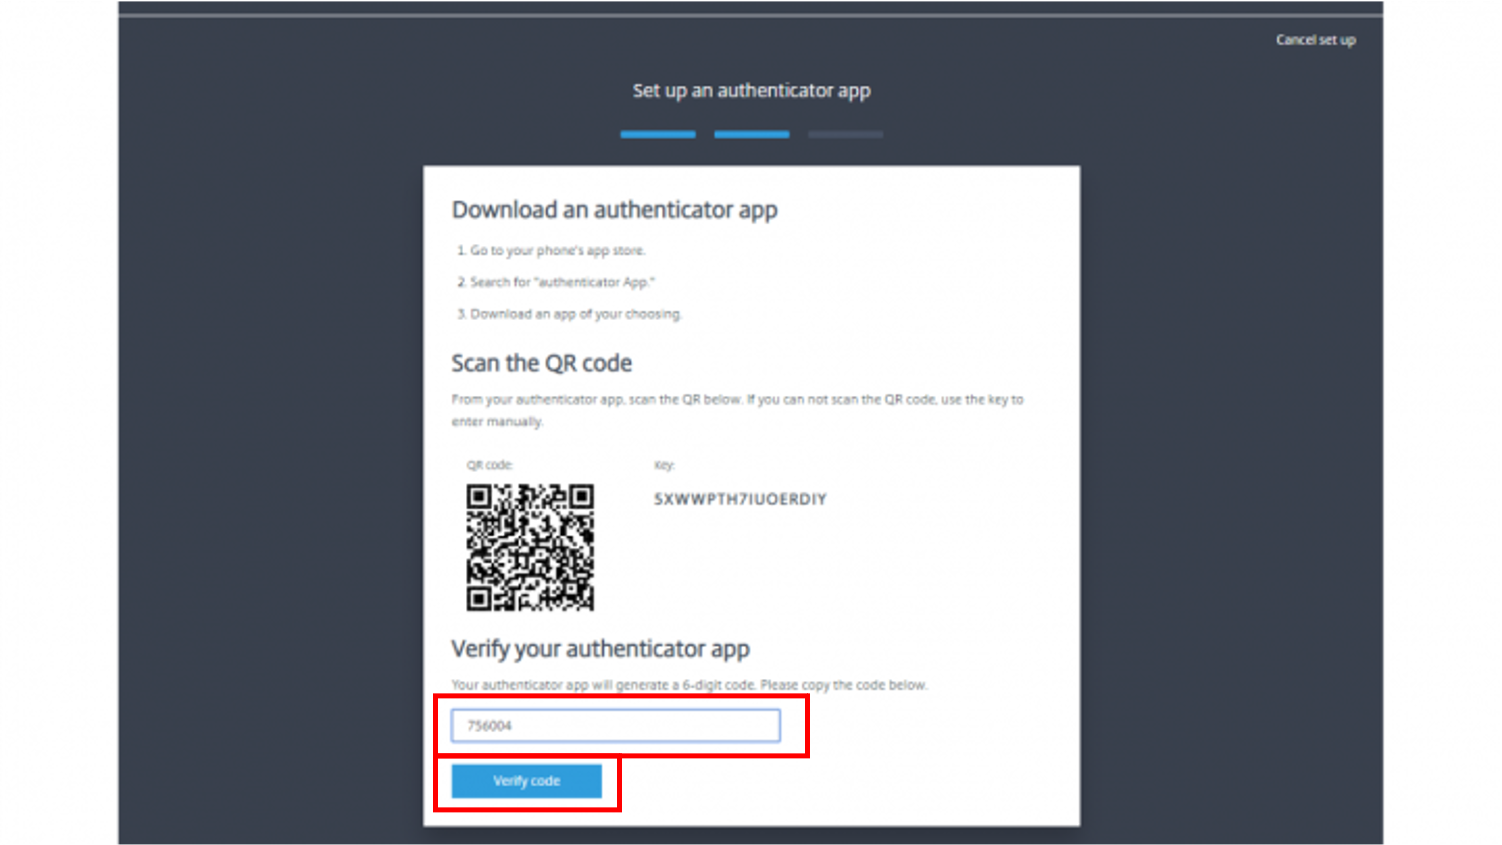 Cancel set up
Set up an authenticator app
Download an authenticator app
1. Go to your phone's app store.
2. Search for "authenticator App."
3. Download an app of your choosing.
Scan the QR code
From your authenticator app, scan the QR below. If you can not scan the QR code, use the key to
enter manually.
QR code:
Key:
SXWWPTH7IUOERDIY
Verify your authenticator app
Your authenticator app will generate a 6-digit code. Please copy the code below.
756004
Verify code